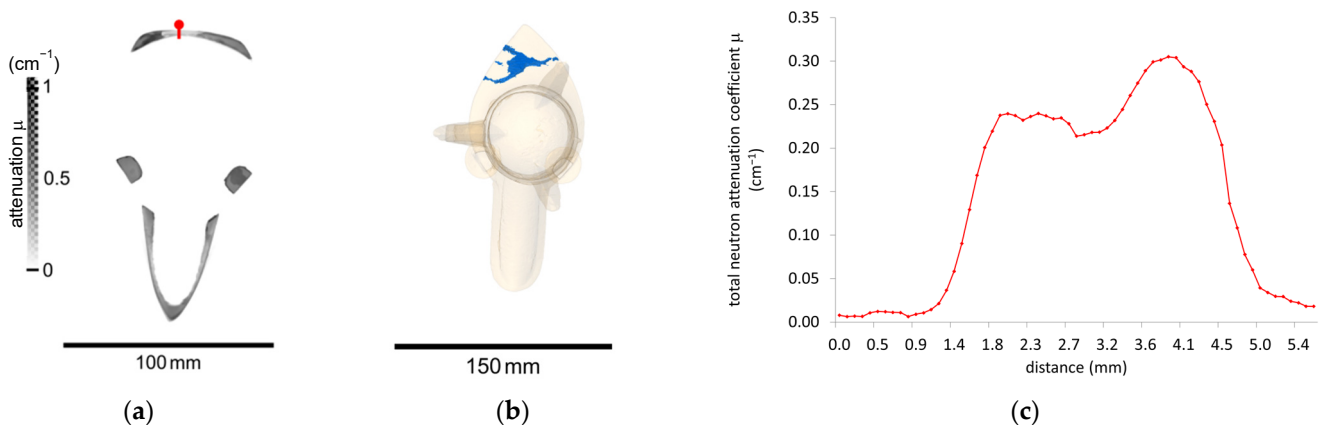 (cm⁻¹)
attenuation μ
1
0.5
0
100 mm
(a)
150 mm
(b)
total neutron attenuation coefficient μ
(cm⁻¹)
0.35
0.30
0.25
0.20
0.15
0.10
0.05
0.00
0.0 0.5 0.9 1.4 1.8 2.3 2.7 3.2 3.6 4.1 4.5 5.0 5.4
distance (mm)
(c)